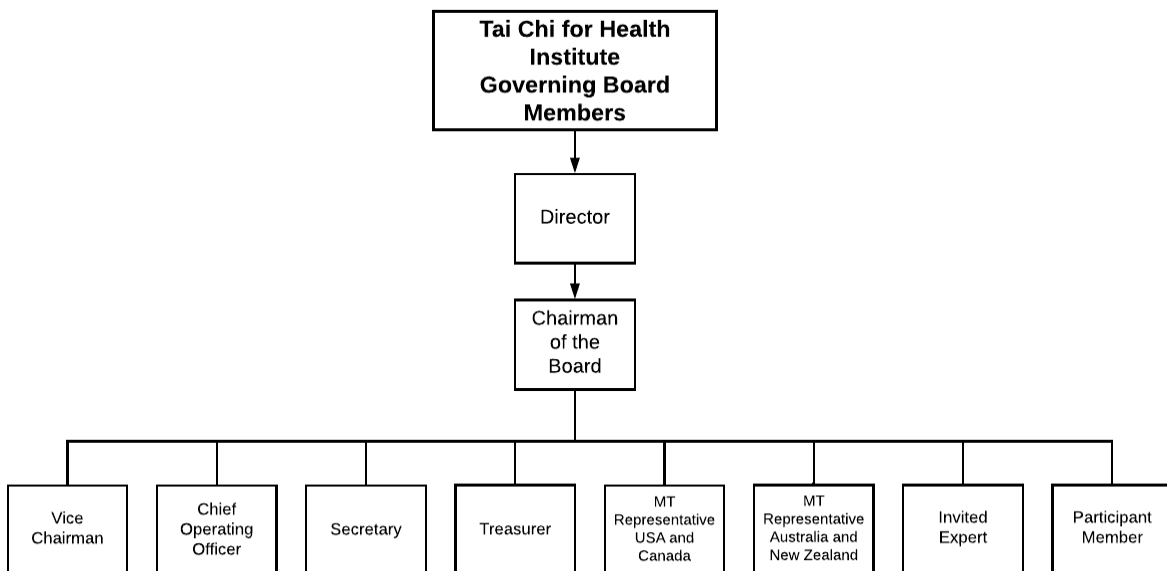 Tai Chi for Health
Institute
Governing Board
Members
Director
Chairman
of the
Board
Vice
Chairman
Chief
Operating
Officer
Secretary
Treasurer
MT
Representative
USA and
Canada
MT
Representative
Australia and
New Zealand
Invited
Expert
Participant
Member